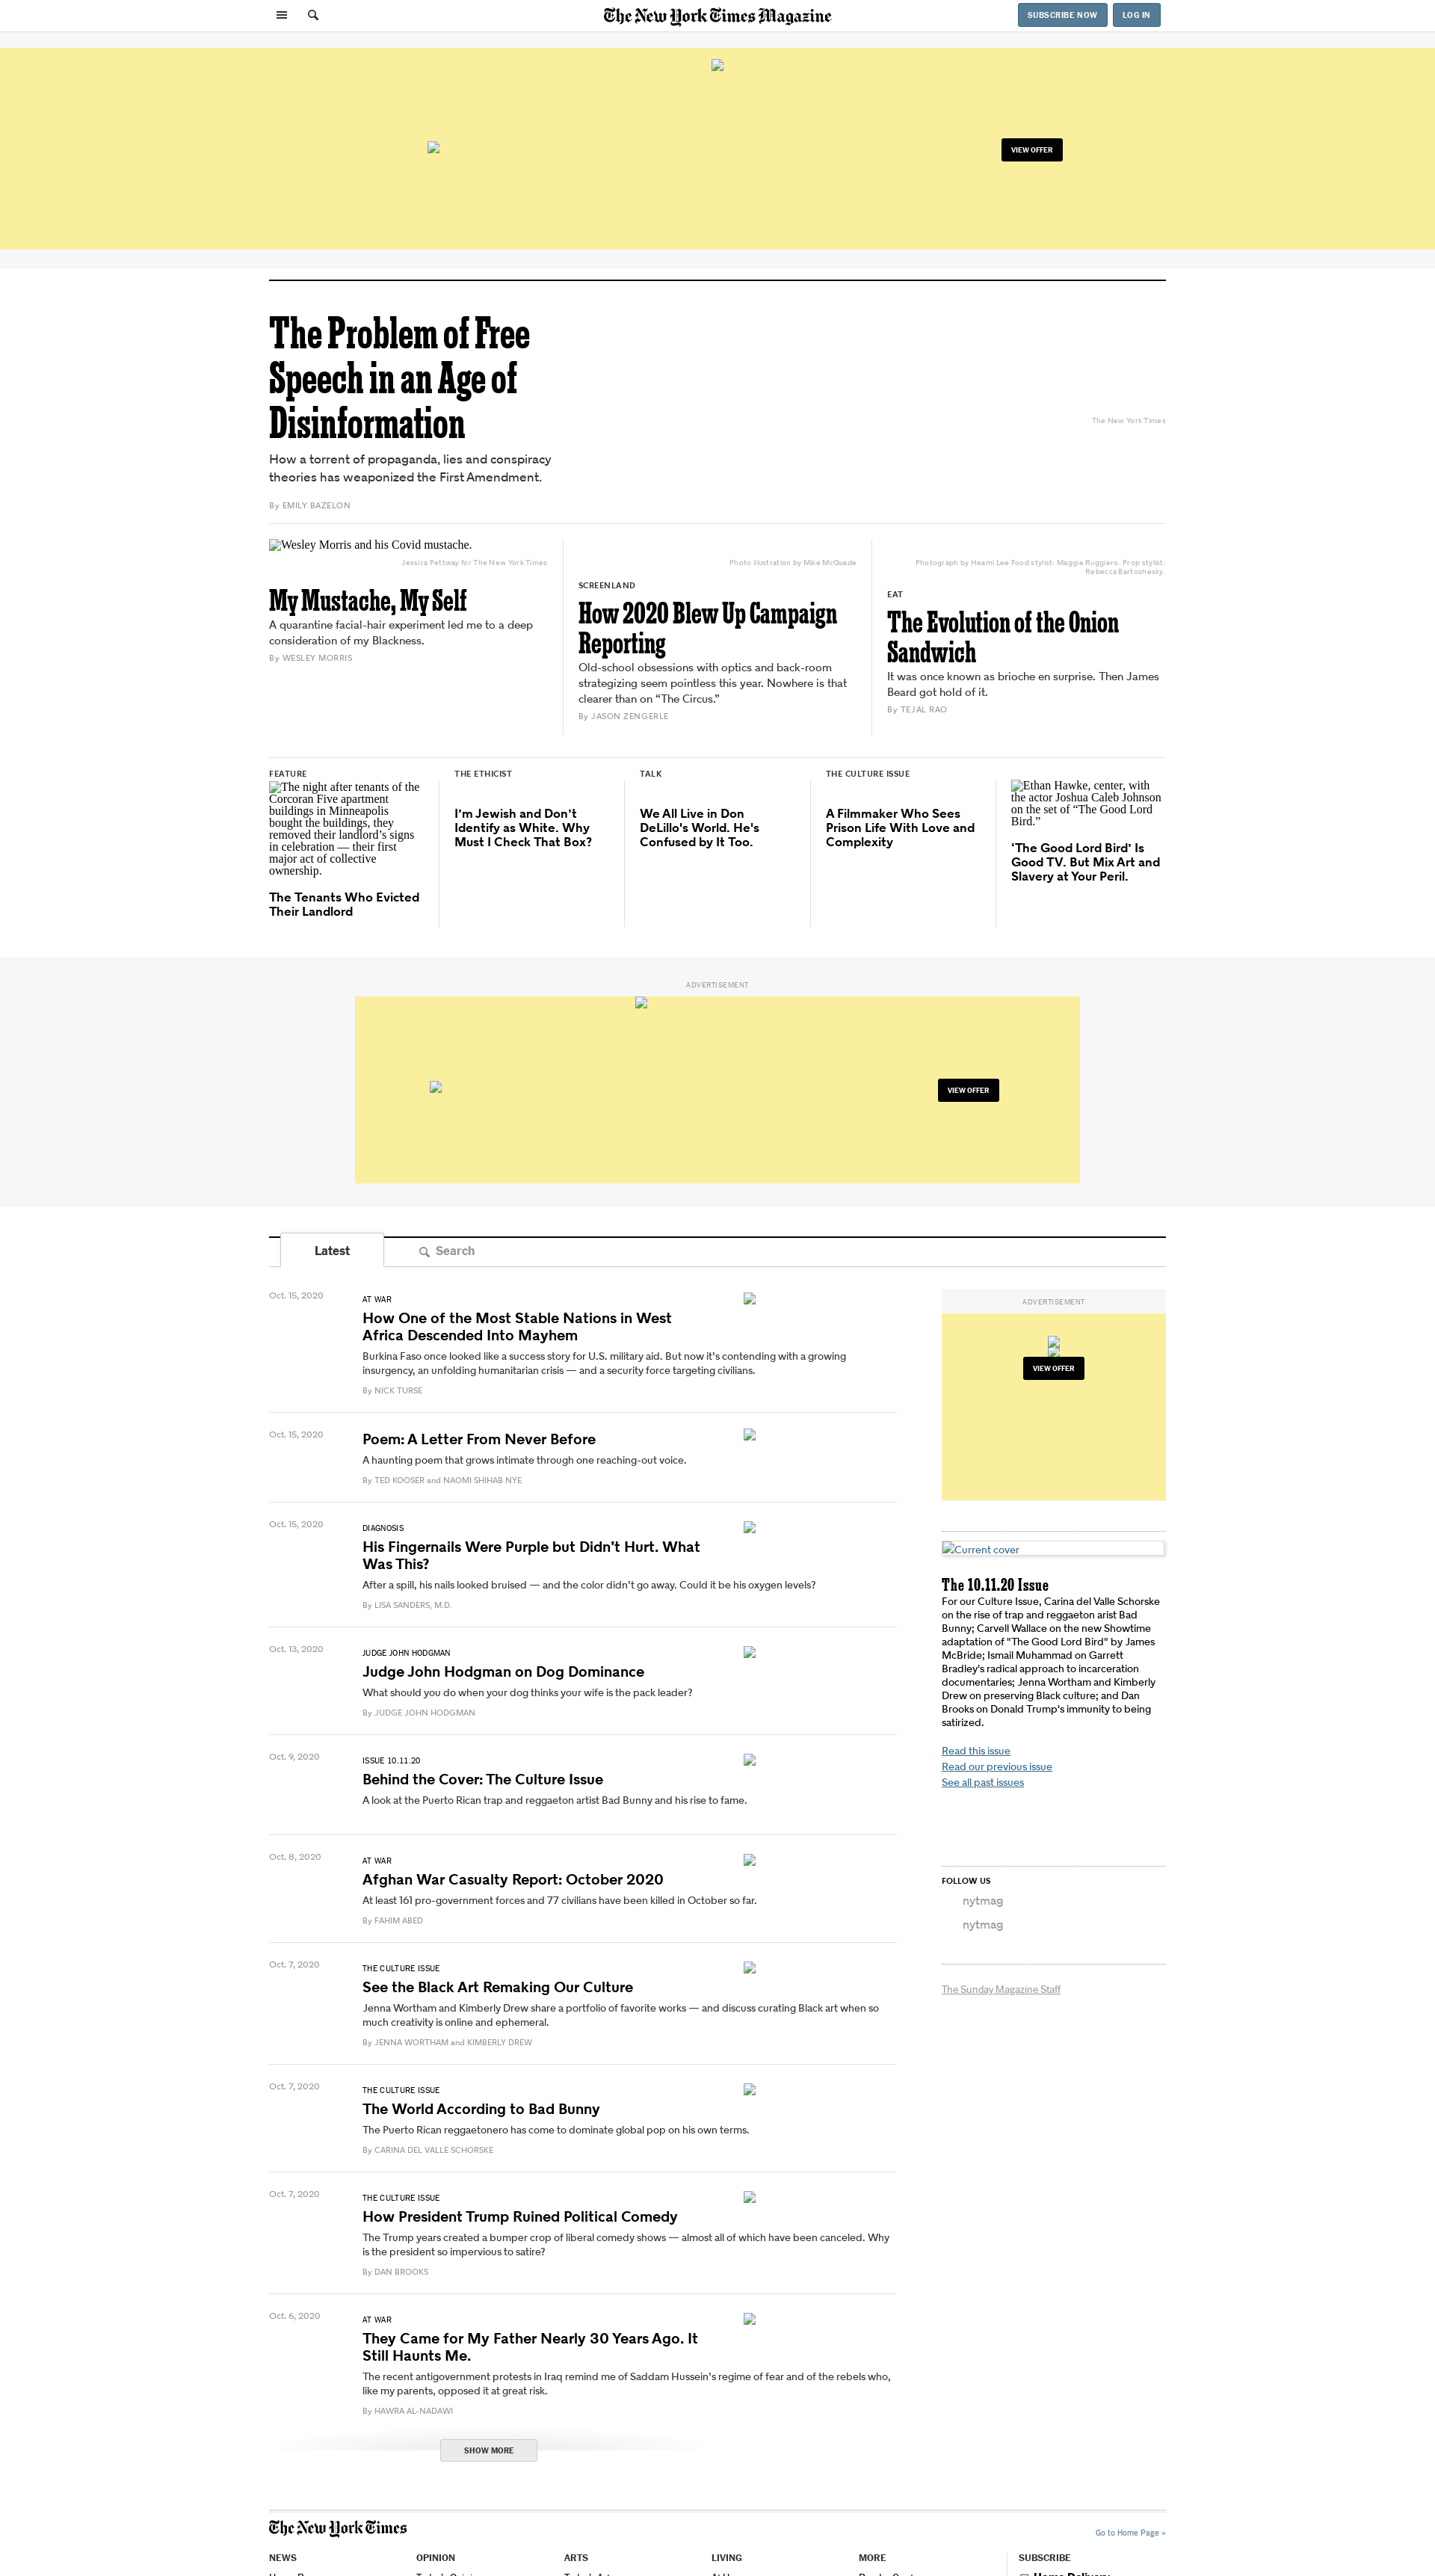 The New York Times Magazine
SUBSCRIBE NOW
LOG IN
VIEW OFFER
The Problem of Free
Speech in an Age of
Disinformation
How a torrent of propaganda, lies and conspiracy
theories has weaponized the First Amendment.
By EMILY BAZELON
The New York Times
Wesley Morris and his Covid mustache.
Jessica Pettway for The New York Times
My Mustache, My Self
A quarantine facial-hair experiment led me to a deep
consideration of my Blackness.
By WESLEY MORRIS
Photo illustration by Mike McQuade
SCREENLAND
How 2020 Blew Up Campaign
Reporting
Old-school obsessions with optics and back-room
strategizing seem pointless this year. Nowhere is that
clearer than on “The Circus.”
By JASON ZENGERLE
Photograph by Heami Lee Food stylist: Maggie Ruggiero. Prop stylist:
Rebecca Bartoshesky.
EAT
The Evolution of the Onion
Sandwich
It was once known as brioche en surprise. Then James
Beard got hold of it.
By TEJAL RAO
FEATURE
The night after tenants of the
Corcoran Five apartment
buildings in Minneapolis
bought the buildings, they
removed their landlord’s signs
in celebration — their first
major act of collective
ownership.
The Tenants Who Evicted
Their Landlord
THE ETHICIST
I’m Jewish and Don’t
Identify as White. Why
Must I Check That Box?
TALK
We All Live in Don
DeLillo's World. He's
Confused by It Too.
THE CULTURE ISSUE
A Filmmaker Who Sees
Prison Life With Love and
Complexity
Ethan Hawke, center, with
the actor Joshua Caleb Johnson
on the set of “The Good Lord
Bird.”
‘The Good Lord Bird’ Is
Good TV. But Mix Art and
Slavery at Your Peril.
ADVERTISEMENT
VIEW OFFER
Latest
Search
Oct. 15, 2020
AT WAR
How One of the Most Stable Nations in West
Africa Descended Into Mayhem
Burkina Faso once looked like a success story for U.S. military aid. But now it’s contending with a growing
insurgency, an unfolding humanitarian crisis — and a security force targeting civilians.
By NICK TURSE
Oct. 15, 2020
Poem: A Letter From Never Before
A haunting poem that grows intimate through one reaching-out voice.
By TED KOOSER and NAOMI SHIHAB NYE
Oct. 15, 2020
DIAGNOSIS
His Fingernails Were Purple but Didn’t Hurt. What
Was This?
After a spill, his nails looked bruised — and the color didn’t go away. Could it be his oxygen levels?
By LISA SANDERS, M.D.
Oct. 13, 2020
JUDGE JOHN HODGMAN
Judge John Hodgman on Dog Dominance
What should you do when your dog thinks your wife is the pack leader?
By JUDGE JOHN HODGMAN
Oct. 9, 2020
ISSUE 10.11.20
Behind the Cover: The Culture Issue
A look at the Puerto Rican trap and reggaeton artist Bad Bunny and his rise to fame.
Oct. 8, 2020
AT WAR
Afghan War Casualty Report: October 2020
At least 161 pro-government forces and 77 civilians have been killed in October so far.
By FAHIM ABED
Oct. 7, 2020
THE CULTURE ISSUE
See the Black Art Remaking Our Culture
Jenna Wortham and Kimberly Drew share a portfolio of favorite works — and discuss curating Black art when so
much creativity is online and ephemeral.
By JENNA WORTHAM and KIMBERLY DREW
Oct. 7, 2020
THE CULTURE ISSUE
The World According to Bad Bunny
The Puerto Rican reggaetonero has come to dominate global pop on his own terms.
By CARINA DEL VALLE SCHORSKE
Oct. 7, 2020
THE CULTURE ISSUE
How President Trump Ruined Political Comedy
The Trump years created a bumper crop of liberal comedy shows — almost all of which have been canceled. Why
is the president so impervious to satire?
By DAN BROOKS
Oct. 6, 2020
AT WAR
They Came for My Father Nearly 30 Years Ago. It
Still Haunts Me.
The recent antigovernment protests in Iraq remind me of Saddam Hussein’s regime of fear and of the rebels who,
like my parents, opposed it at great risk.
By HAWRA AL-NADAWI
SHOW MORE
ADVERTISEMENT
VIEW OFFER
Current cover
The 10.11.20 Issue
For our Culture Issue, Carina del Valle Schorske
on the rise of trap and reggaeton arist Bad
Bunny; Carvell Wallace on the new Showtime
adaptation of "The Good Lord Bird" by James
McBride; Ismail Muhammad on Garrett
Bradley's radical approach to incarceration
documentaries; Jenna Wortham and Kimberly
Drew on preserving Black culture; and Dan
Brooks on Donald Trump's immunity to being
satirized.
Read this issue
Read our previous issue
See all past issues
FOLLOW US
nytmag
nytmag
The Sunday Magazine Staff
The New York Times
Go to Home Page »
NEWS
OPINION
ARTS
LIVING
MORE
SUBSCRIBE